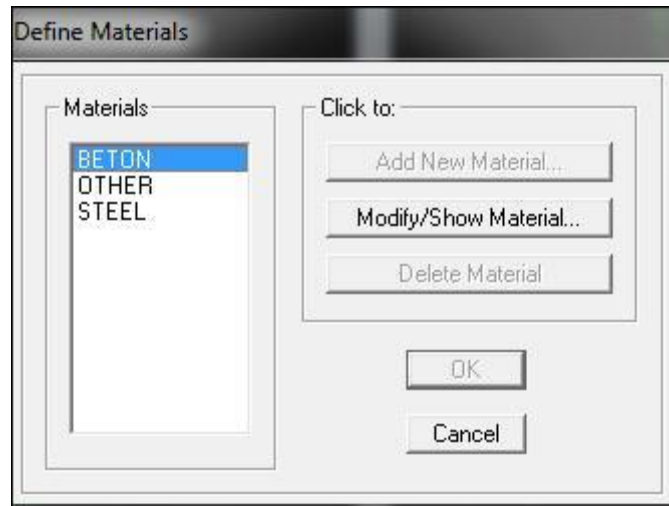 Define Materials
Materials
BETON
OTHER
STEEL
Click to:
Add New Material...
Modify/Show Material...
Delete Material
OK
Cancel